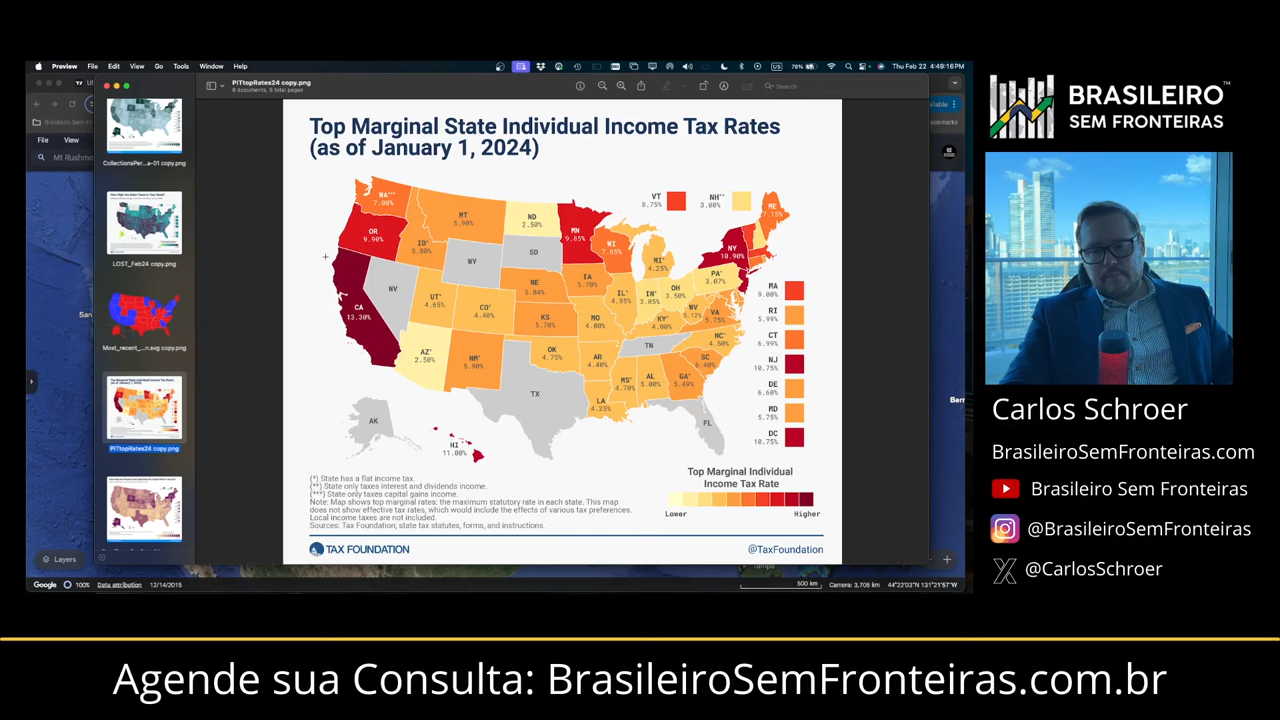 Preview File Edit View Go Tools Window Help
78%
Thu Feb 22 4:49:16 PM
PITtopRates24 copy.png
8 documents, 8 total pages
Search
File View
Mt Rushmo
CollectionsPer...a-01 copy.png
LOST_Feb24 copy.png
Most_recent_...n.svg copy.png
PITtopRates24 copy.png
Top Marginal State Individual Income Tax Rates
(as of January 1, 2024)
WA***
7.00%
OR
9.90%
CA
13.30%
ID*
5.80%
NV
MT
5.90%
WY
UT*
4.65%
CO*
4.40%
AZ*
2.50%
NM*
5.90%
ND
2.50%
SD
NE
5.84%
KS
5.70%
OK
4.75%
TX
MN
9.85%
IA
5.70%
MO
4.80%
AR
4.40%
LA
4.25%
WI
7.65%
IL*
4.95%
MI*
4.25%
IN*
3.05%
OH
3.50%
KY*
4.00%
TN
MS*
4.70%
AL
5.00%
GA*
5.49%
FL
SC
6.40%
NC*
4.50%
VA
5.75%
WV
5.12%
PA*
3.07%
NY
10.90%
ME
7.15%
AK
HI
11.00%
VT
8.75%
NH**
3.00%
MA
9.00%
RI
5.99%
CT
6.99%
NJ
10.75%
DE
6.60%
MD
5.75%
DC
10.75%
(*) State has a flat income tax.
(**) State only taxes interest and dividends income.
(***) State only taxes capital gains income.
Note: Map shows top marginal rates: the maximum statutory rate in each state. This map
does not show effective tax rates, which would include the effects of various tax preferences.
Local income taxes are not included.
Sources: Tax Foundation; state tax statutes, forms, and instructions.
Top Marginal Individual
Income Tax Rate
Lower Higher
TAX FOUNDATION
@TaxFoundation
Layers
Google 100% Data attribution 12/14/2015
500 km Camera: 3,705 km 44°22'03"N 131°21'57"W
BRASILEIRO™
SEM FRONTEIRAS
Carlos Schroer
BrasileiroSemFronteiras.com
Brasileiro Sem Fronteiras
@BrasileiroSemFronteiras
@CarlosSchroer
Agende sua Consulta: BrasileiroSemFronteiras.com.br